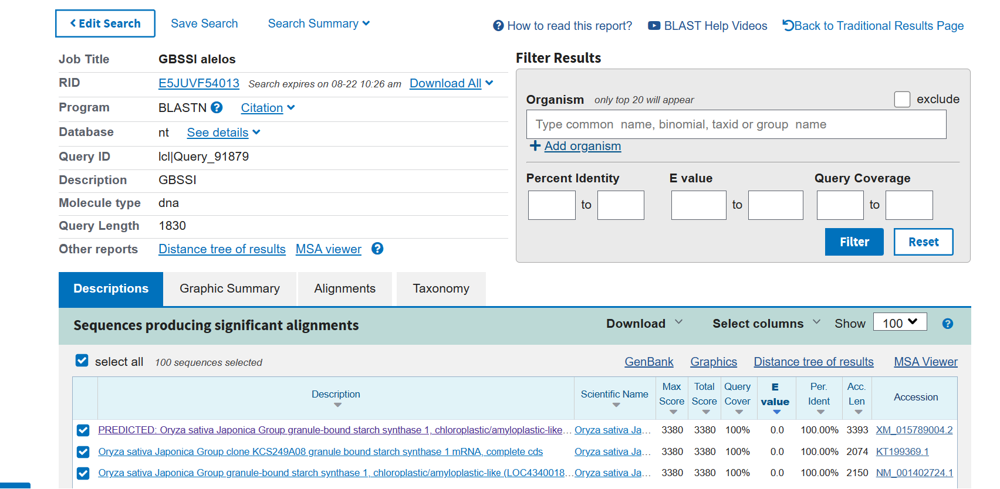 Edit Search Save Search Search Summary How to read this report? BLAST Help Videos Back to Traditional Results Page
Job Title GBSSI alelos
RID E5JUVF54013 Search expires on 08-22 10:26 am Download All
Program BLASTN Citation
Database nt See details
Query ID lcl|Query_91879
Description GBSSI
Molecule type dna
Query Length 1830
Other reports Distance tree of results MSA viewer
Filter Results
Organism only top 20 will appear exclude
Type common name, binomial, taxid or group name
Add organism
Percent Identity E value Query Coverage
to to to
Filter Reset
Descriptions Graphic Summary Alignments Taxonomy
Sequences producing significant alignments Download Select columns Show 100
select all 100 sequences selected GenBank Graphics Distance tree of results MSA Viewer
Description Scientific Name Max Score Total Score Query Cover E value Per. Ident Acc. Len Accession
PREDICTED: Oryza sativa Japonica Group granule-bound starch synthase 1, chloroplastic/amyloplastic-like... Oryza sativa Ja... 3380 3380 100% 0.0 100.00% 3393 XM_015789004.2
Oryza sativa Japonica Group clone KCS249A08 granule bound starch synthase 1 mRNA, complete cds Oryza sativa Ja... 3380 3380 100% 0.0 100.00% 2074 KT199369.1
Oryza sativa Japonica Group granule-bound starch synthase 1, chloroplastic/amyloplastic-like (LOC4340018... Oryza sativa Ja... 3380 3380 100% 0.0 100.00% 2150 NM_001402724.1